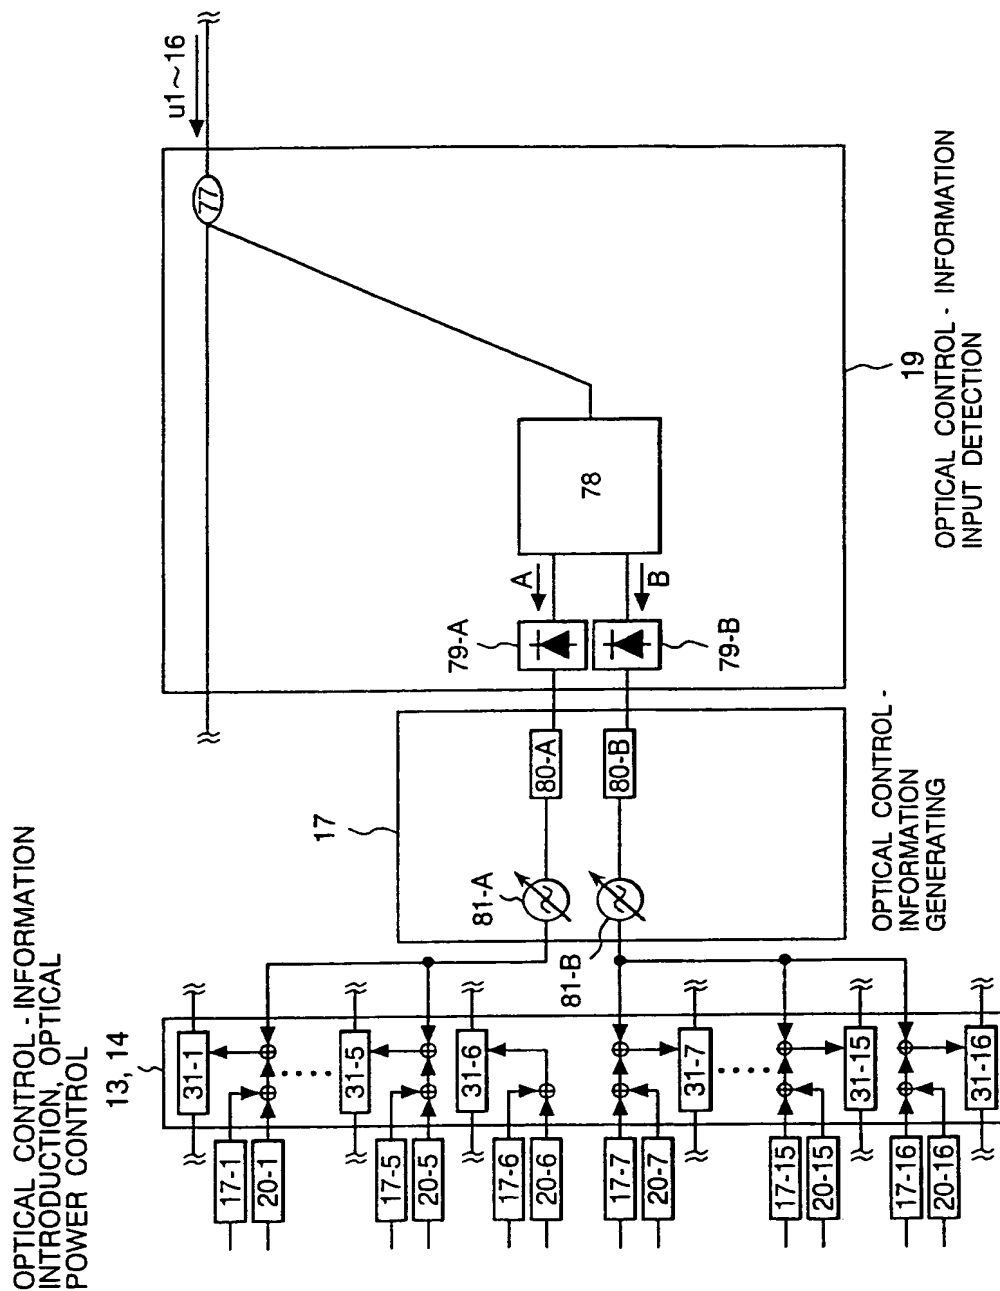 OPTICAL CONTROL - INFORMATION
INTRODUCTION, OPTICAL
POWER CONTROL
13, 14
31-1
31-5
31-6
31-7
31-15
31-16
17-1
20-1
17-5
20-5
17-6
20-6
17-7
20-7
17-15
20-15
17-16
20-16
17
81-A
81-B
80-A
80-B
OPTICAL CONTROL -
INFORMATION
GENERATING
79-A
79-B
A
B
78
77
u1~16
19
OPTICAL CONTROL - INFORMATION
INPUT DETECTION